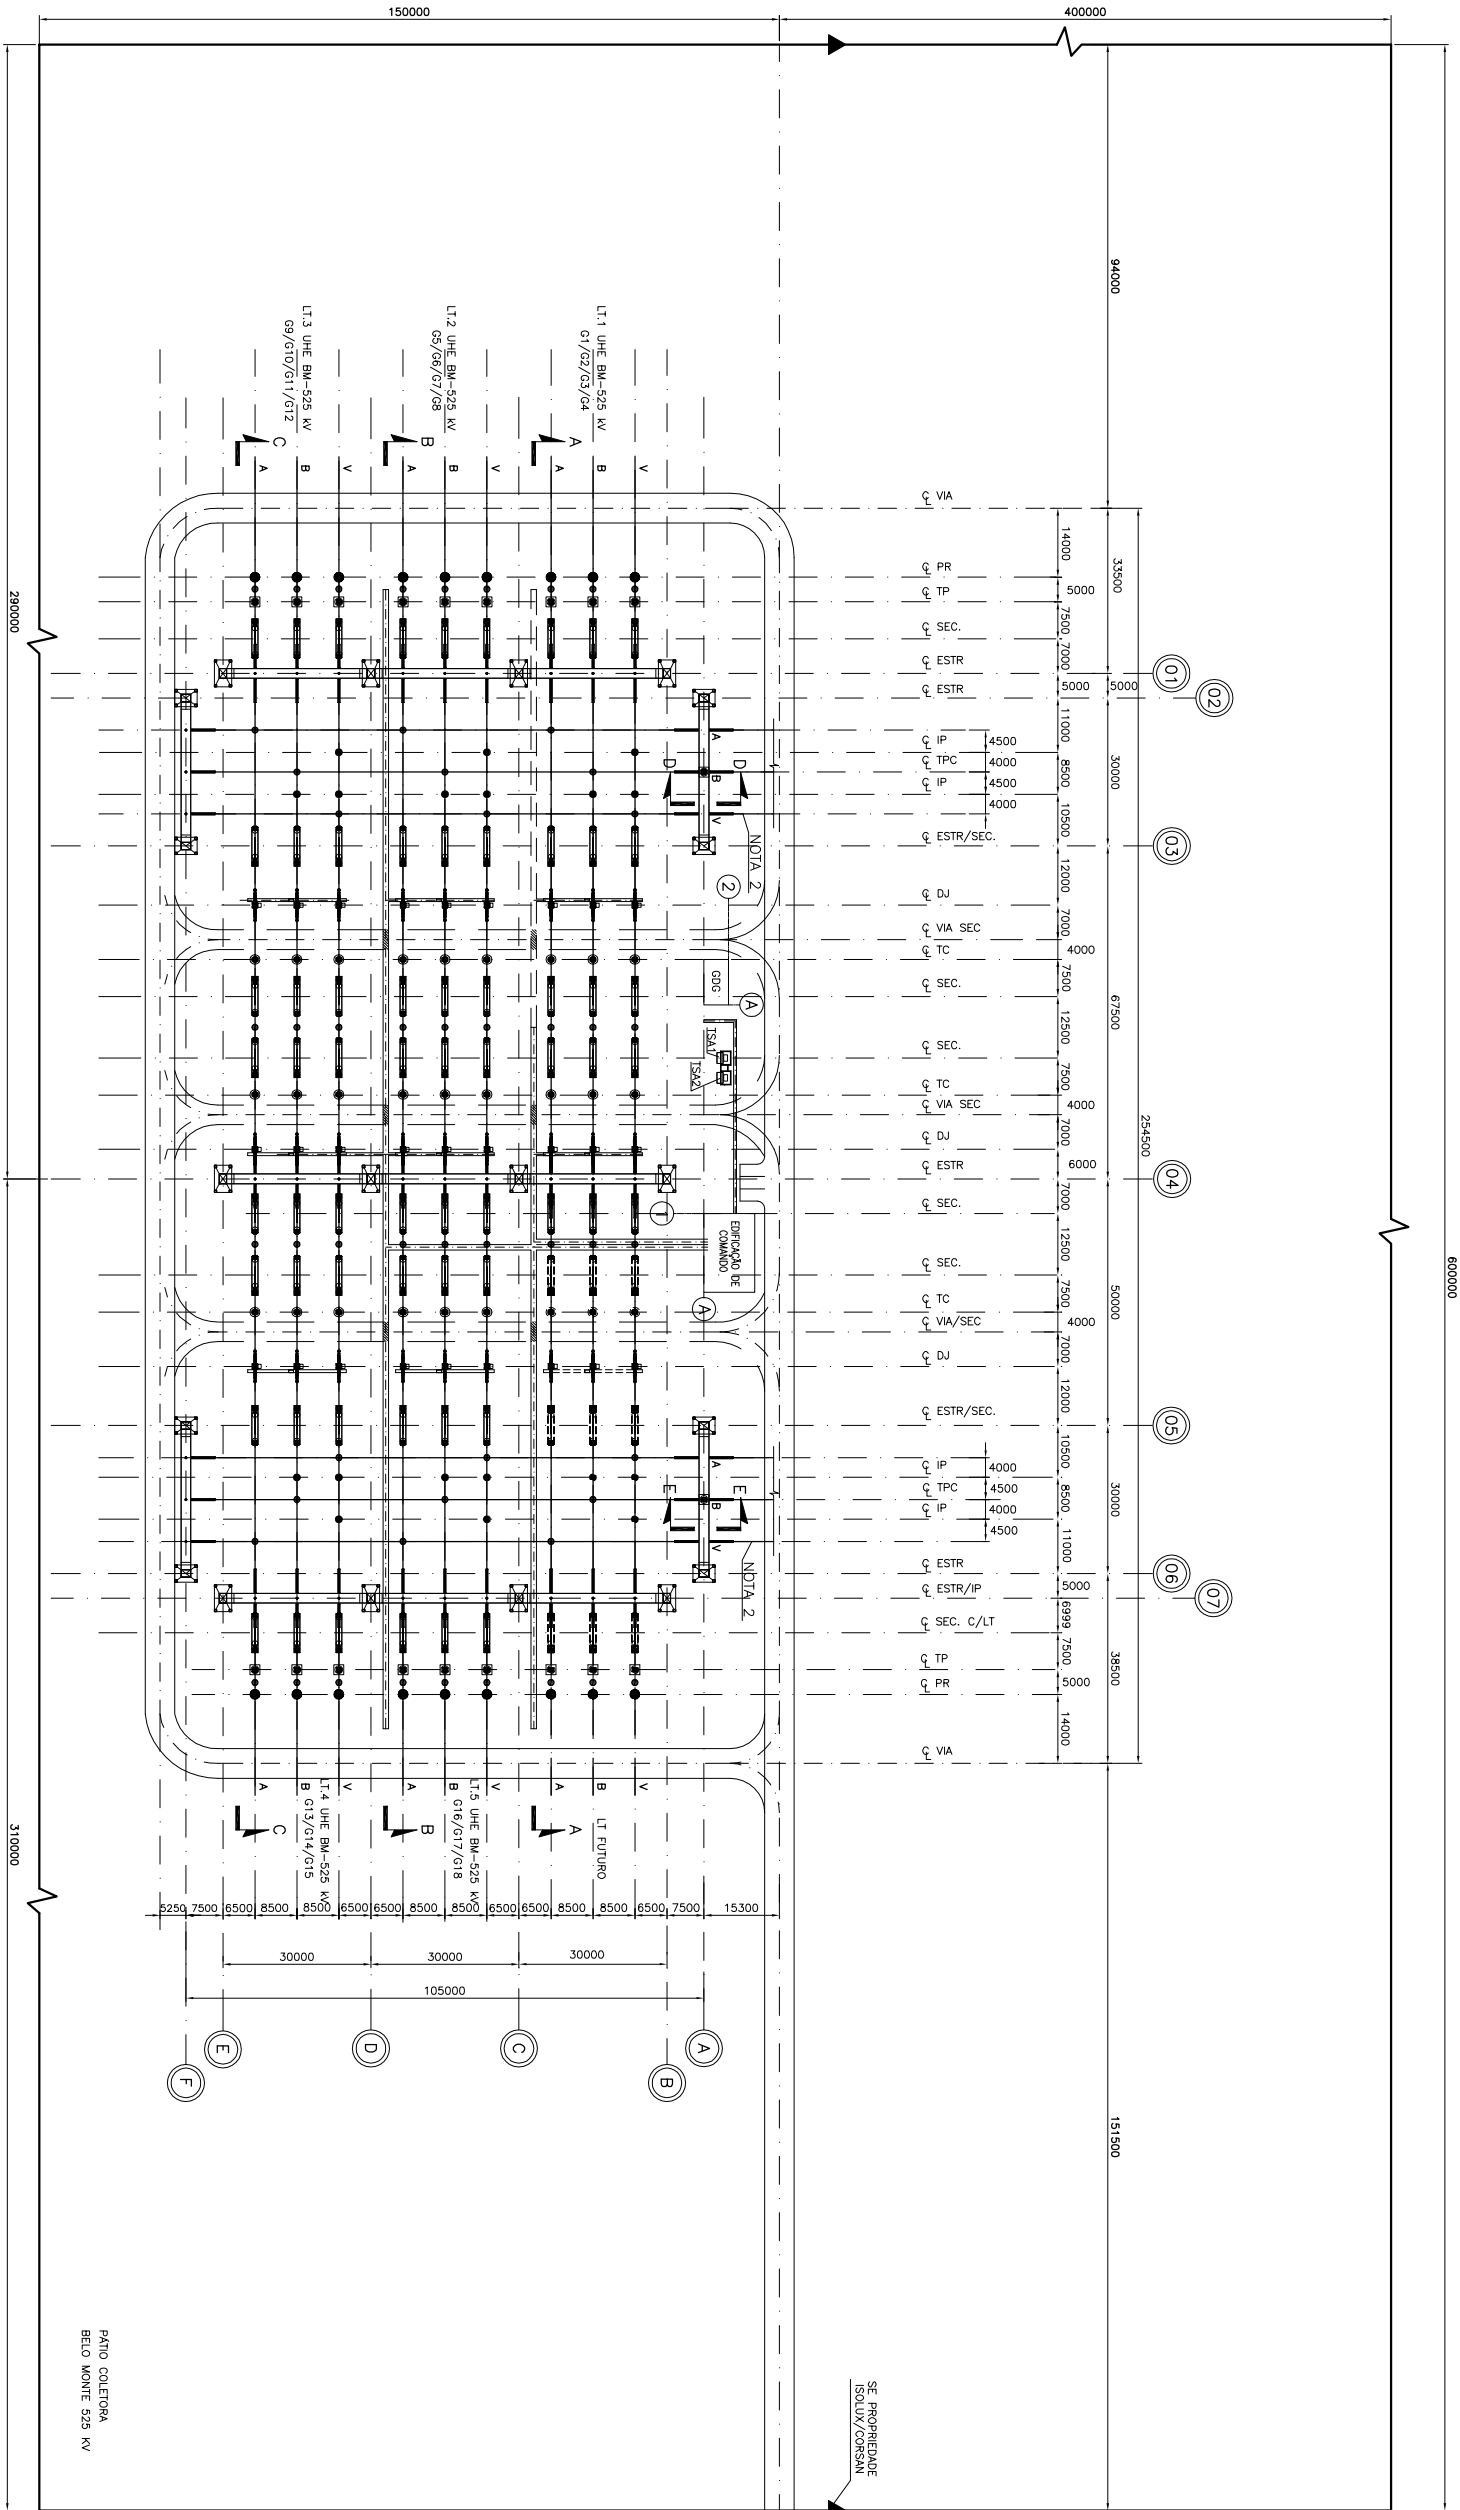 150000
400000
600000
94000
33500
5000
30000
67500
50000
30000
38500
254500
151500
290000
310000
LT.1 UHE BM-525 kV
G1/G2/G3/G4
LT.2 UHE BM-525 kV
G5/G6/G7/G8
LT.3 UHE BM-525 kV
G9/G10/G11/G12
C
B
A
A
B
V
A
B
V
A
B
V
VIA
14000
PR
5000
TP
7500
SEC.
7000
ESTR
01
5000
ESTR
02
11000
IP
4500
TPC
4000
8500
IP
4500
4000
10500
ESTR/SEC.
03
12000
DJ
7000
VIA SEC
4000
TC
7500
SEC.
12500
SEC.
7500
TC
VIA SEC
4000
7000
DJ
ESTR
6000
04
7000
SEC.
12500
SEC.
7500
TC
VIA/SEC
4000
7000
DJ
12000
ESTR/SEC.
05
10500
IP
4000
TPC
4500
8500
IP
4000
4500
11000
ESTR
06
5000
ESTR/IP
07
6999
SEC. C/LT
7500
TP
5000
PR
14000
VIA
A
B
V
D
D
NOTA 2
2
GDG
A
TSA1
TSA2
1
EDIFICAÇÃO DE
COMANDO
A
A
B
V
E
E
NOTA 2
A
B
V
A
B
V
A
B
V
LT.4 UHE BM-525 kV
G13/G14/G15
LT.5 UHE BM-525 kV
G16/G17/G18
LT FUTURO
C
B
A
5250
7500
6500
8500
8500
6500
6500
8500
8500
6500
6500
8500
8500
6500
7500
15300
30000
30000
30000
105000
F
E
D
C
B
A
SE PROPRIEDADE
ISOLUX/CORSAN
PÁTIO COLETORA
BELO MONTE 525 KV